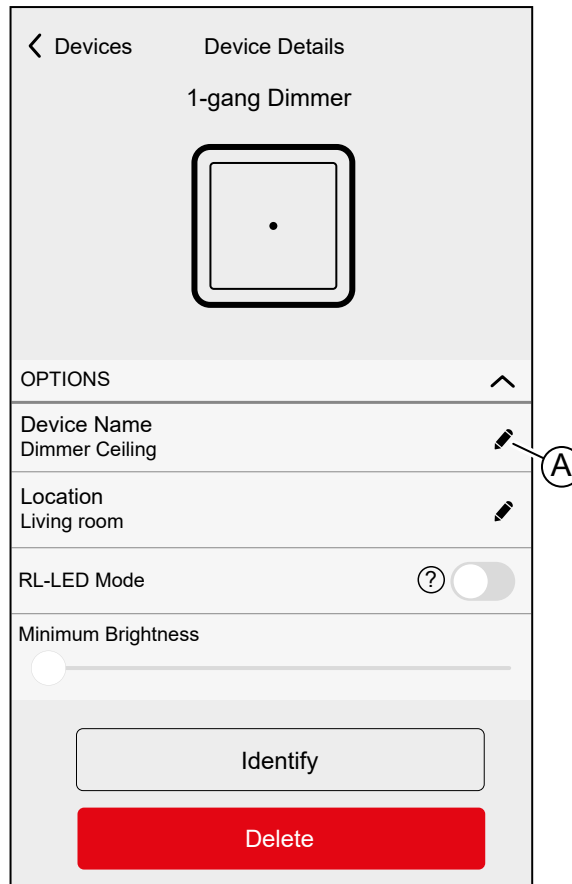 Devices
Device Details
1-gang Dimmer
OPTIONS
Device Name
Dimmer Ceiling
A
Location
Living room
RL-LED Mode
?
Minimum Brightness
Identify
Delete